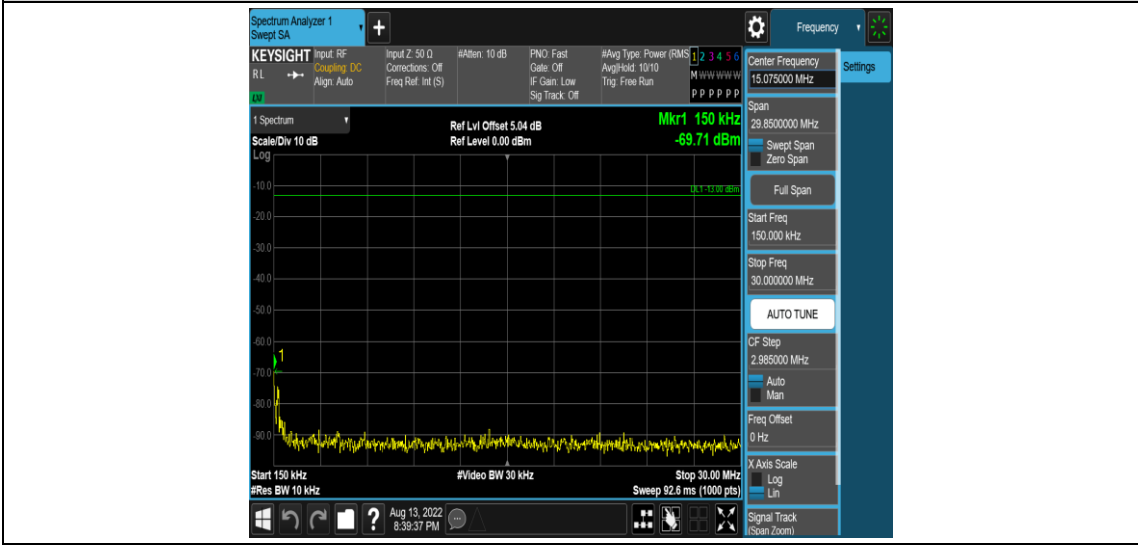 Spectrum Analyzer 1
Swept SA
+
Frequency
KEYSIGHT
RL
LM
Input: RF
Coupling: DC
Align: Auto
Input Z: 50 Ω
Corrections: Off
Freq Ref: Int (S)
#Atten: 10 dB
PNO: Fast
Gate: Off
IF Gain: Low
Sig Track: Off
#Avg Type: Power (RMS
Avg|Hold: 10/10
Trig: Free Run
1 2 3 4 5 6
M W W W W W
P P P P P P
1 Spectrum
Scale/Div 10 dB
Log
Ref Lvl Offset 5.04 dB
Ref Level 0.00 dBm
Mkr1 150 kHz
-69.71 dBm
DL1 -13.00 dBm
-10.0
-20.0
-30.0
-40.0
-50.0
-60.0
-70.0
-80.0
-90.0
1
Start 150 kHz
#Res BW 10 kHz
#Video BW 30 kHz
Stop 30.00 MHz
Sweep 92.6 ms (1000 pts)
Center Frequency
15.075000 MHz
Span
29.8500000 MHz
Swept Span
Zero Span
Full Span
Start Freq
150.000 kHz
Stop Freq
30.000000 MHz
AUTO TUNE
CF Step
2.985000 MHz
Auto
Man
Freq Offset
0 Hz
X Axis Scale
Log
Lin
Signal Track
(Span Zoom)
Settings
?
Aug 13, 2022
8:39:37 PM